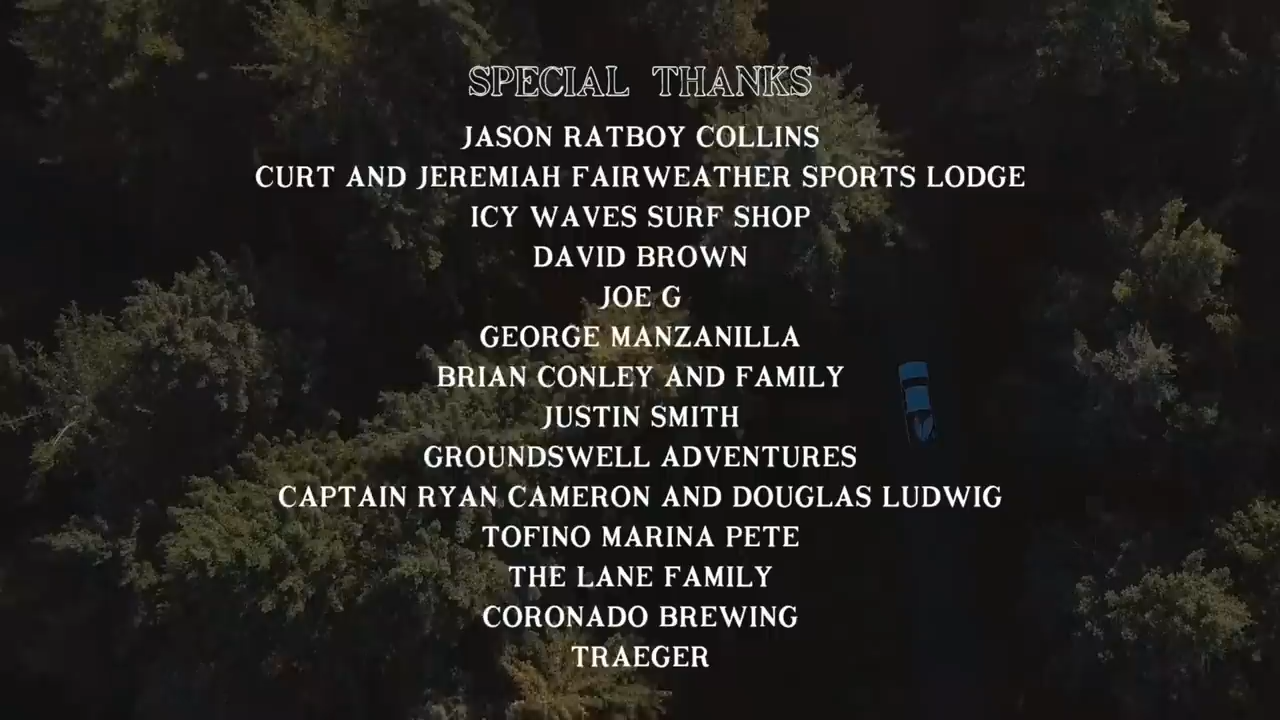 SPECIAL THANKS
JASON RATBOY COLLINS
CURT AND JEREMIAH FAIRWEATHER SPORTS LODGE
ICY WAVES SURF SHOP
DAVID BROWN
JOE G
GEORGE MANZANILLA
BRIAN CONLEY AND FAMILY
JUSTIN SMITH
GROUNDSWELL ADVENTURES
CAPTAIN RYAN CAMERON AND DOUGLAS LUDWIG
TOFINO MARINA PETE
THE LANE FAMILY
CORONADO BREWING
TRAEGER